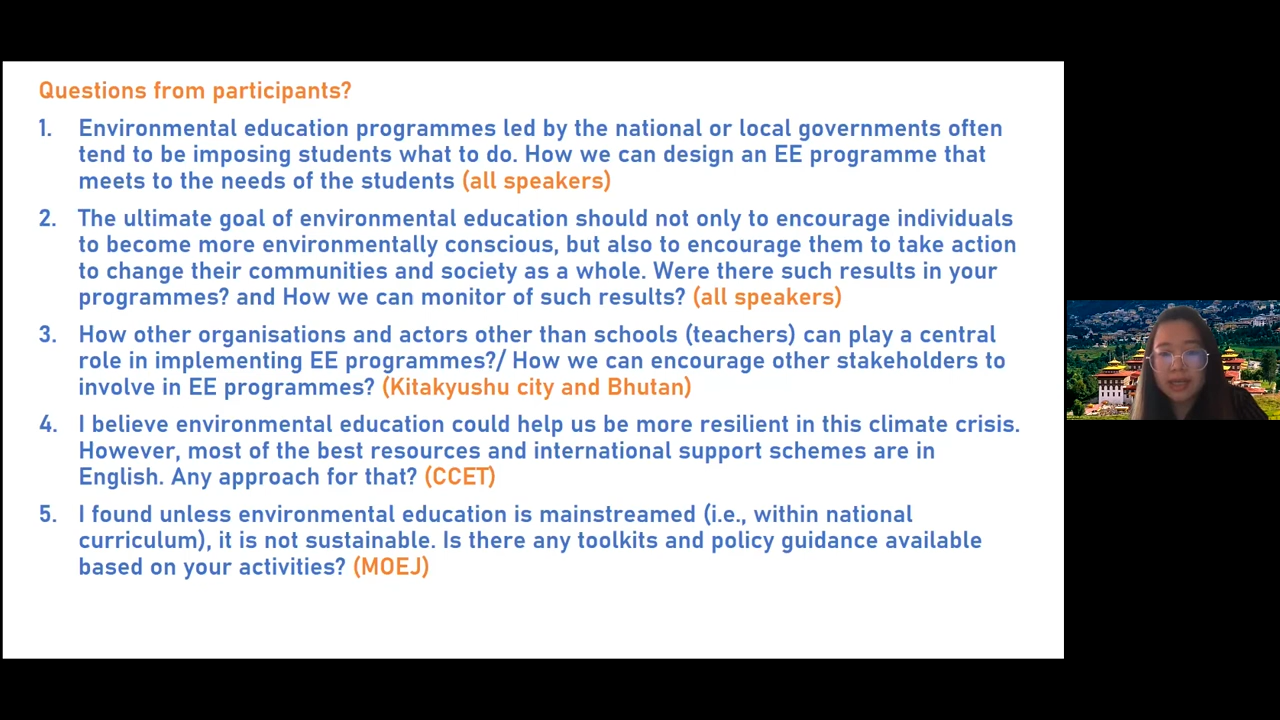 Questions from participants?
1. Environmental education programmes led by the national or local governments often
tend to be imposing students what to do. How we can design an EE programme that
meets to the needs of the students (all speakers)
2. The ultimate goal of environmental education should not only to encourage individuals
to become more environmentally conscious, but also to encourage them to take action
to change their communities and society as a whole. Were there such results in your
programmes? and How we can monitor of such results? (all speakers)
3. How other organisations and actors other than schools (teachers) can play a central
role in implementing EE programmes?/ How we can encourage other stakeholders to
involve in EE programmes? (Kitakyushu city and Bhutan)
4. I believe environmental education could help us be more resilient in this climate crisis.
However, most of the best resources and international support schemes are in
English. Any approach for that? (CCET)
5. I found unless environmental education is mainstreamed (i.e., within national
curriculum), it is not sustainable. Is there any toolkits and policy guidance available
based on your activities? (MOEJ)